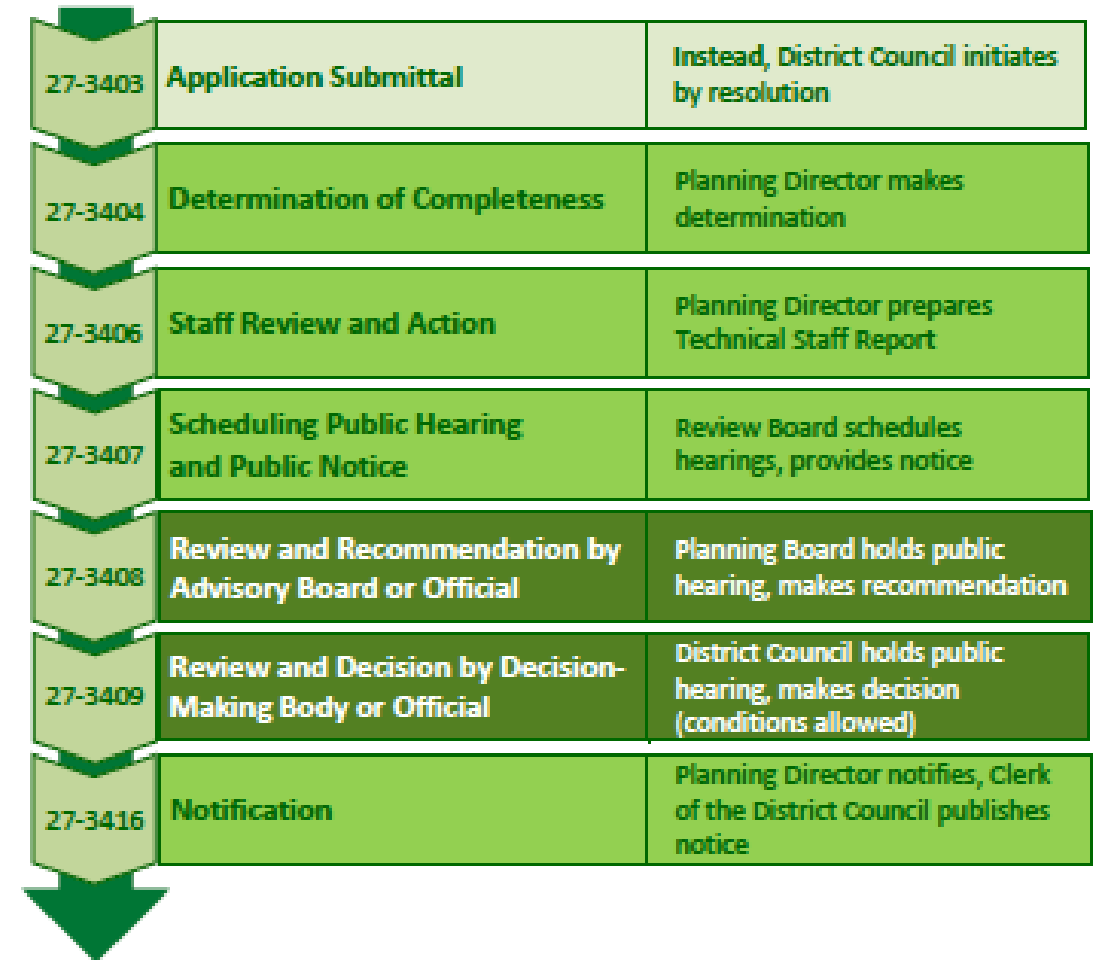 27-3403
Application Submittal
Instead, District Council initiates
by resolution
27-3404
Determination of Completeness
Planning Director makes
determination
27-3406
Staff Review and Action
Planning Director prepares
Technical Staff Report
27-3407
Scheduling Public Hearing
and Public Notice
Review Board schedules
hearings, provides notice
27-3408
Review and Recommendation by
Advisory Board or Official
Planning Board holds public
hearing, makes recommendation
27-3409
Review and Decision by Decision-
Making Body or Official
District Council holds public
hearing, makes decision
(conditions allowed)
27-3416
Notification
Planning Director notifies, Clerk
of the District Council publishes
notice